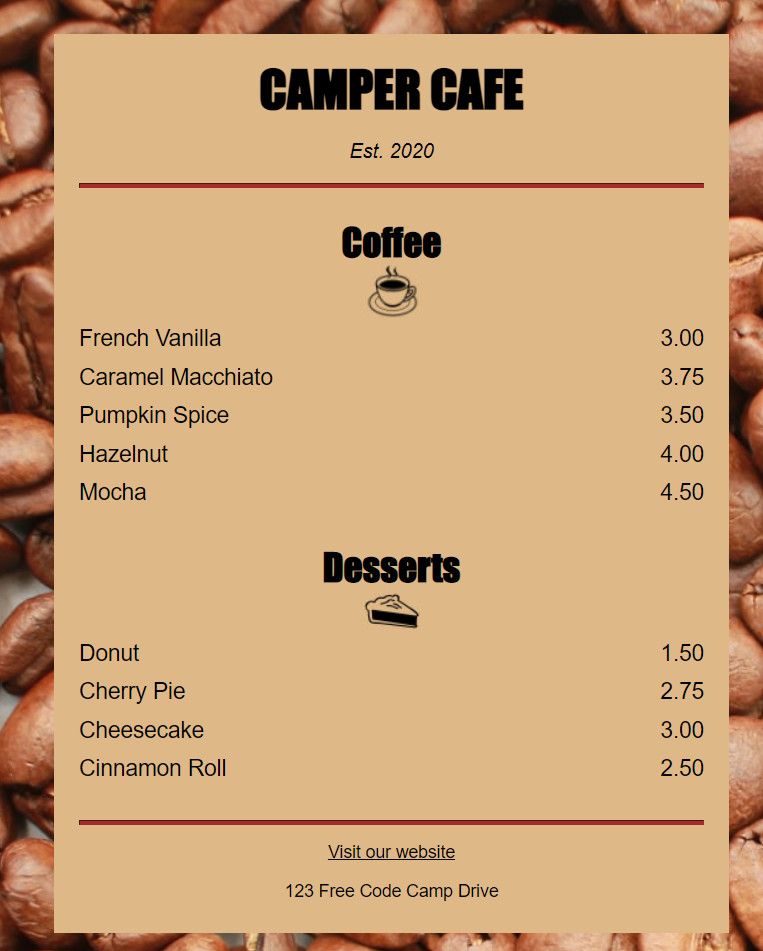 CAMPER CAFE
Est. 2020
Coffee
French Vanilla 3.00
Caramel Macchiato 3.75
Pumpkin Spice 3.50
Hazelnut 4.00
Mocha 4.50
Desserts
Donut 1.50
Cherry Pie 2.75
Cheesecake 3.00
Cinnamon Roll 2.50
Visit our website
123 Free Code Camp Drive